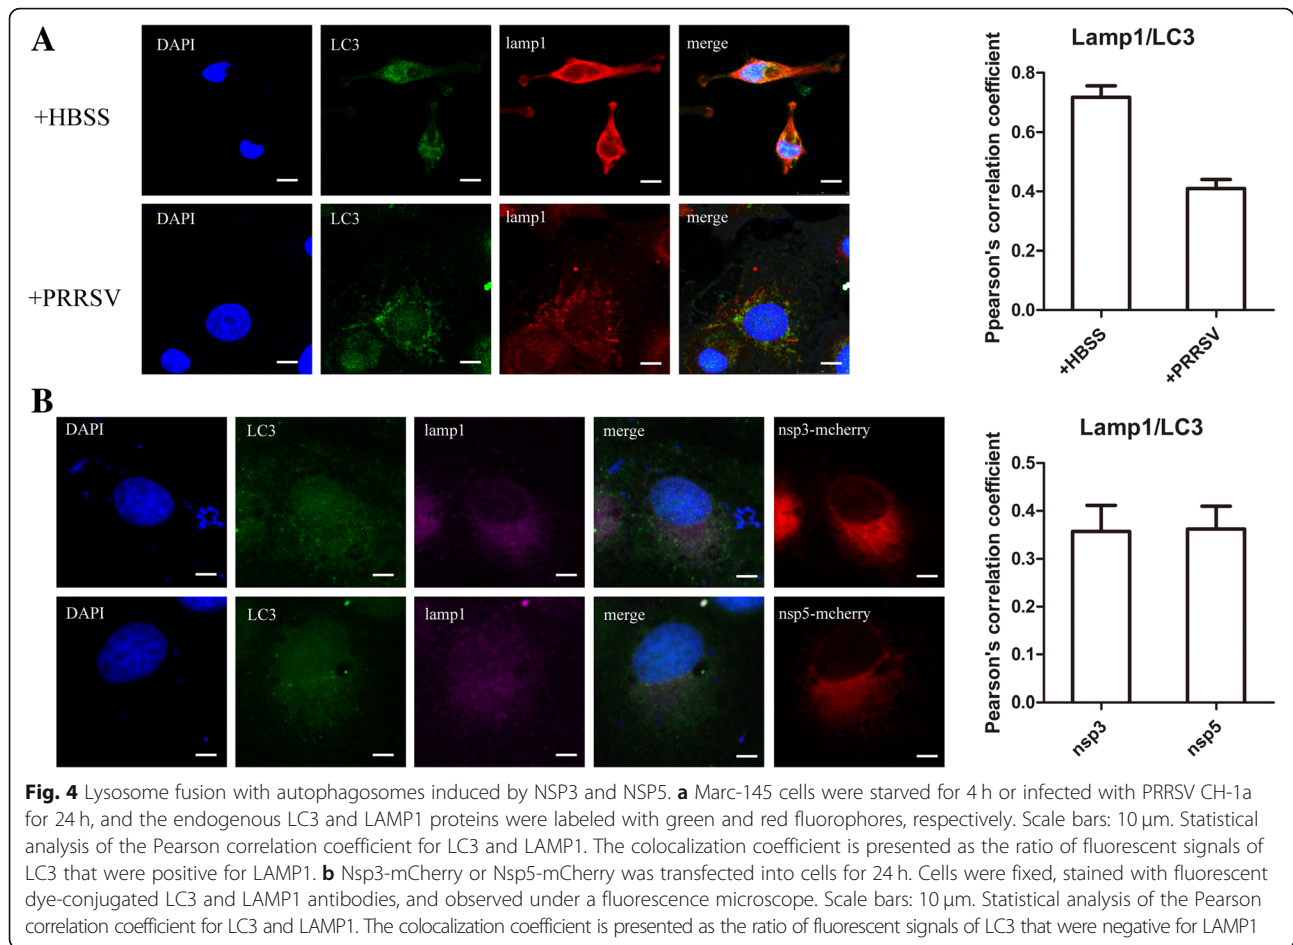 A
DAPI
LC3
lamp1
merge
+HBSS
DAPI
LC3
lamp1
merge
+PRRSV
Lamp1/LC3
Ppearson's correlation coefficient
0.8
0.6
0.4
0.2
0.0
+HBSS
+PRRSV
B
DAPI
LC3
lamp1
merge
nsp3-mcherry
DAPI
LC3
lamp1
merge
nsp5-mcherry
Lamp1/LC3
Pearson's correlation coefficient
0.5
0.4
0.3
0.2
0.1
0.0
nsp3
nsp5
Fig. 4 Lysosome fusion with autophagosomes induced by NSP3 and NSP5. a Marc-145 cells were starved for 4 h or infected with PRRSV CH-1a
for 24 h, and the endogenous LC3 and LAMP1 proteins were labeled with green and red fluorophores, respectively. Scale bars: 10 μm. Statistical
analysis of the Pearson correlation coefficient for LC3 and LAMP1. The colocalization coefficient is presented as the ratio of fluorescent signals of
LC3 that were positive for LAMP1. b Nsp3-mCherry or Nsp5-mCherry was transfected into cells for 24 h. Cells were fixed, stained with fluorescent
dye-conjugated LC3 and LAMP1 antibodies, and observed under a fluorescence microscope. Scale bars: 10 μm. Statistical analysis of the Pearson
correlation coefficient for LC3 and LAMP1. The colocalization coefficient is presented as the ratio of fluorescent signals of LC3 that were negative for LAMP1